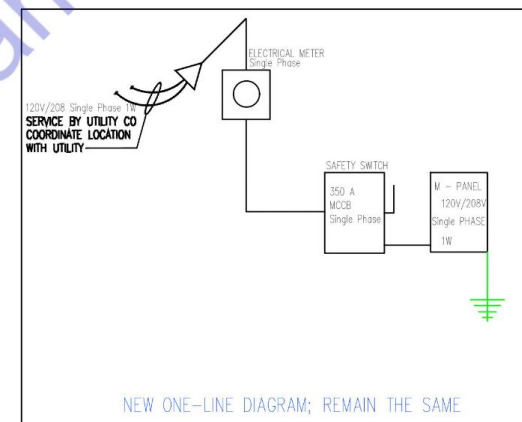 ELECTRICAL METER
Single Phase
120V/208 Single Phase 1W
SERVICE BY UTILITY CO
COORDINATE LOCATION
WITH UTILITY
SAFETY SWITCH
350 A
MCCB
Single Phase
M - PANEL
120V/208V
Single PHASE
1W
NEW ONE-LINE DIAGRAM; REMAIN THE SAME